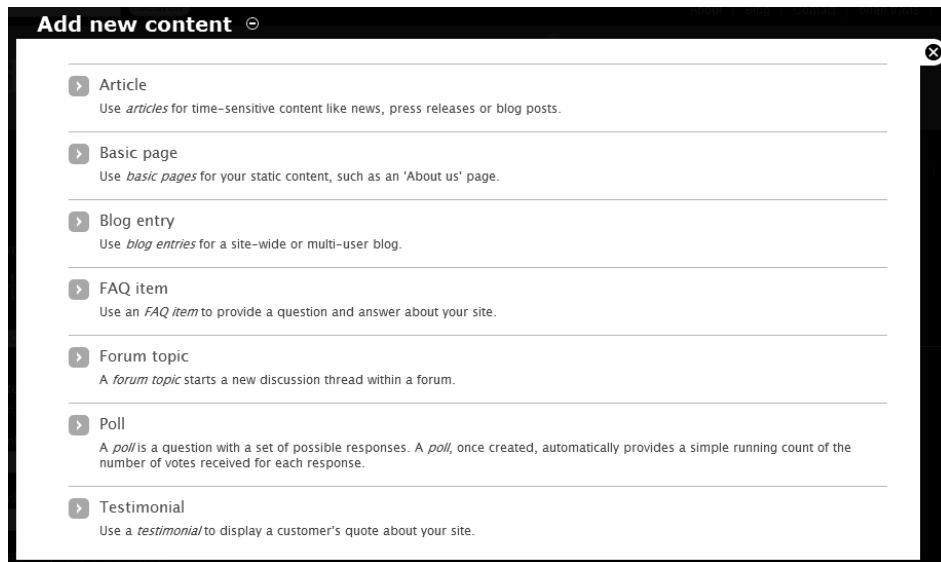 Add new content
Article
Use articles for time-sensitive content like news, press releases or blog posts.
Basic page
Use basic pages for your static content, such as an 'About us' page.
Blog entry
Use blog entries for a site-wide or multi-user blog.
FAQ item
Use an FAQ item to provide a question and answer about your site.
Forum topic
A forum topic starts a new discussion thread within a forum.
Poll
A poll is a question with a set of possible responses. A poll, once created, automatically provides a simple running count of the
number of votes received for each response.
Testimonial
Use a testimonial to display a customer's quote about your site.